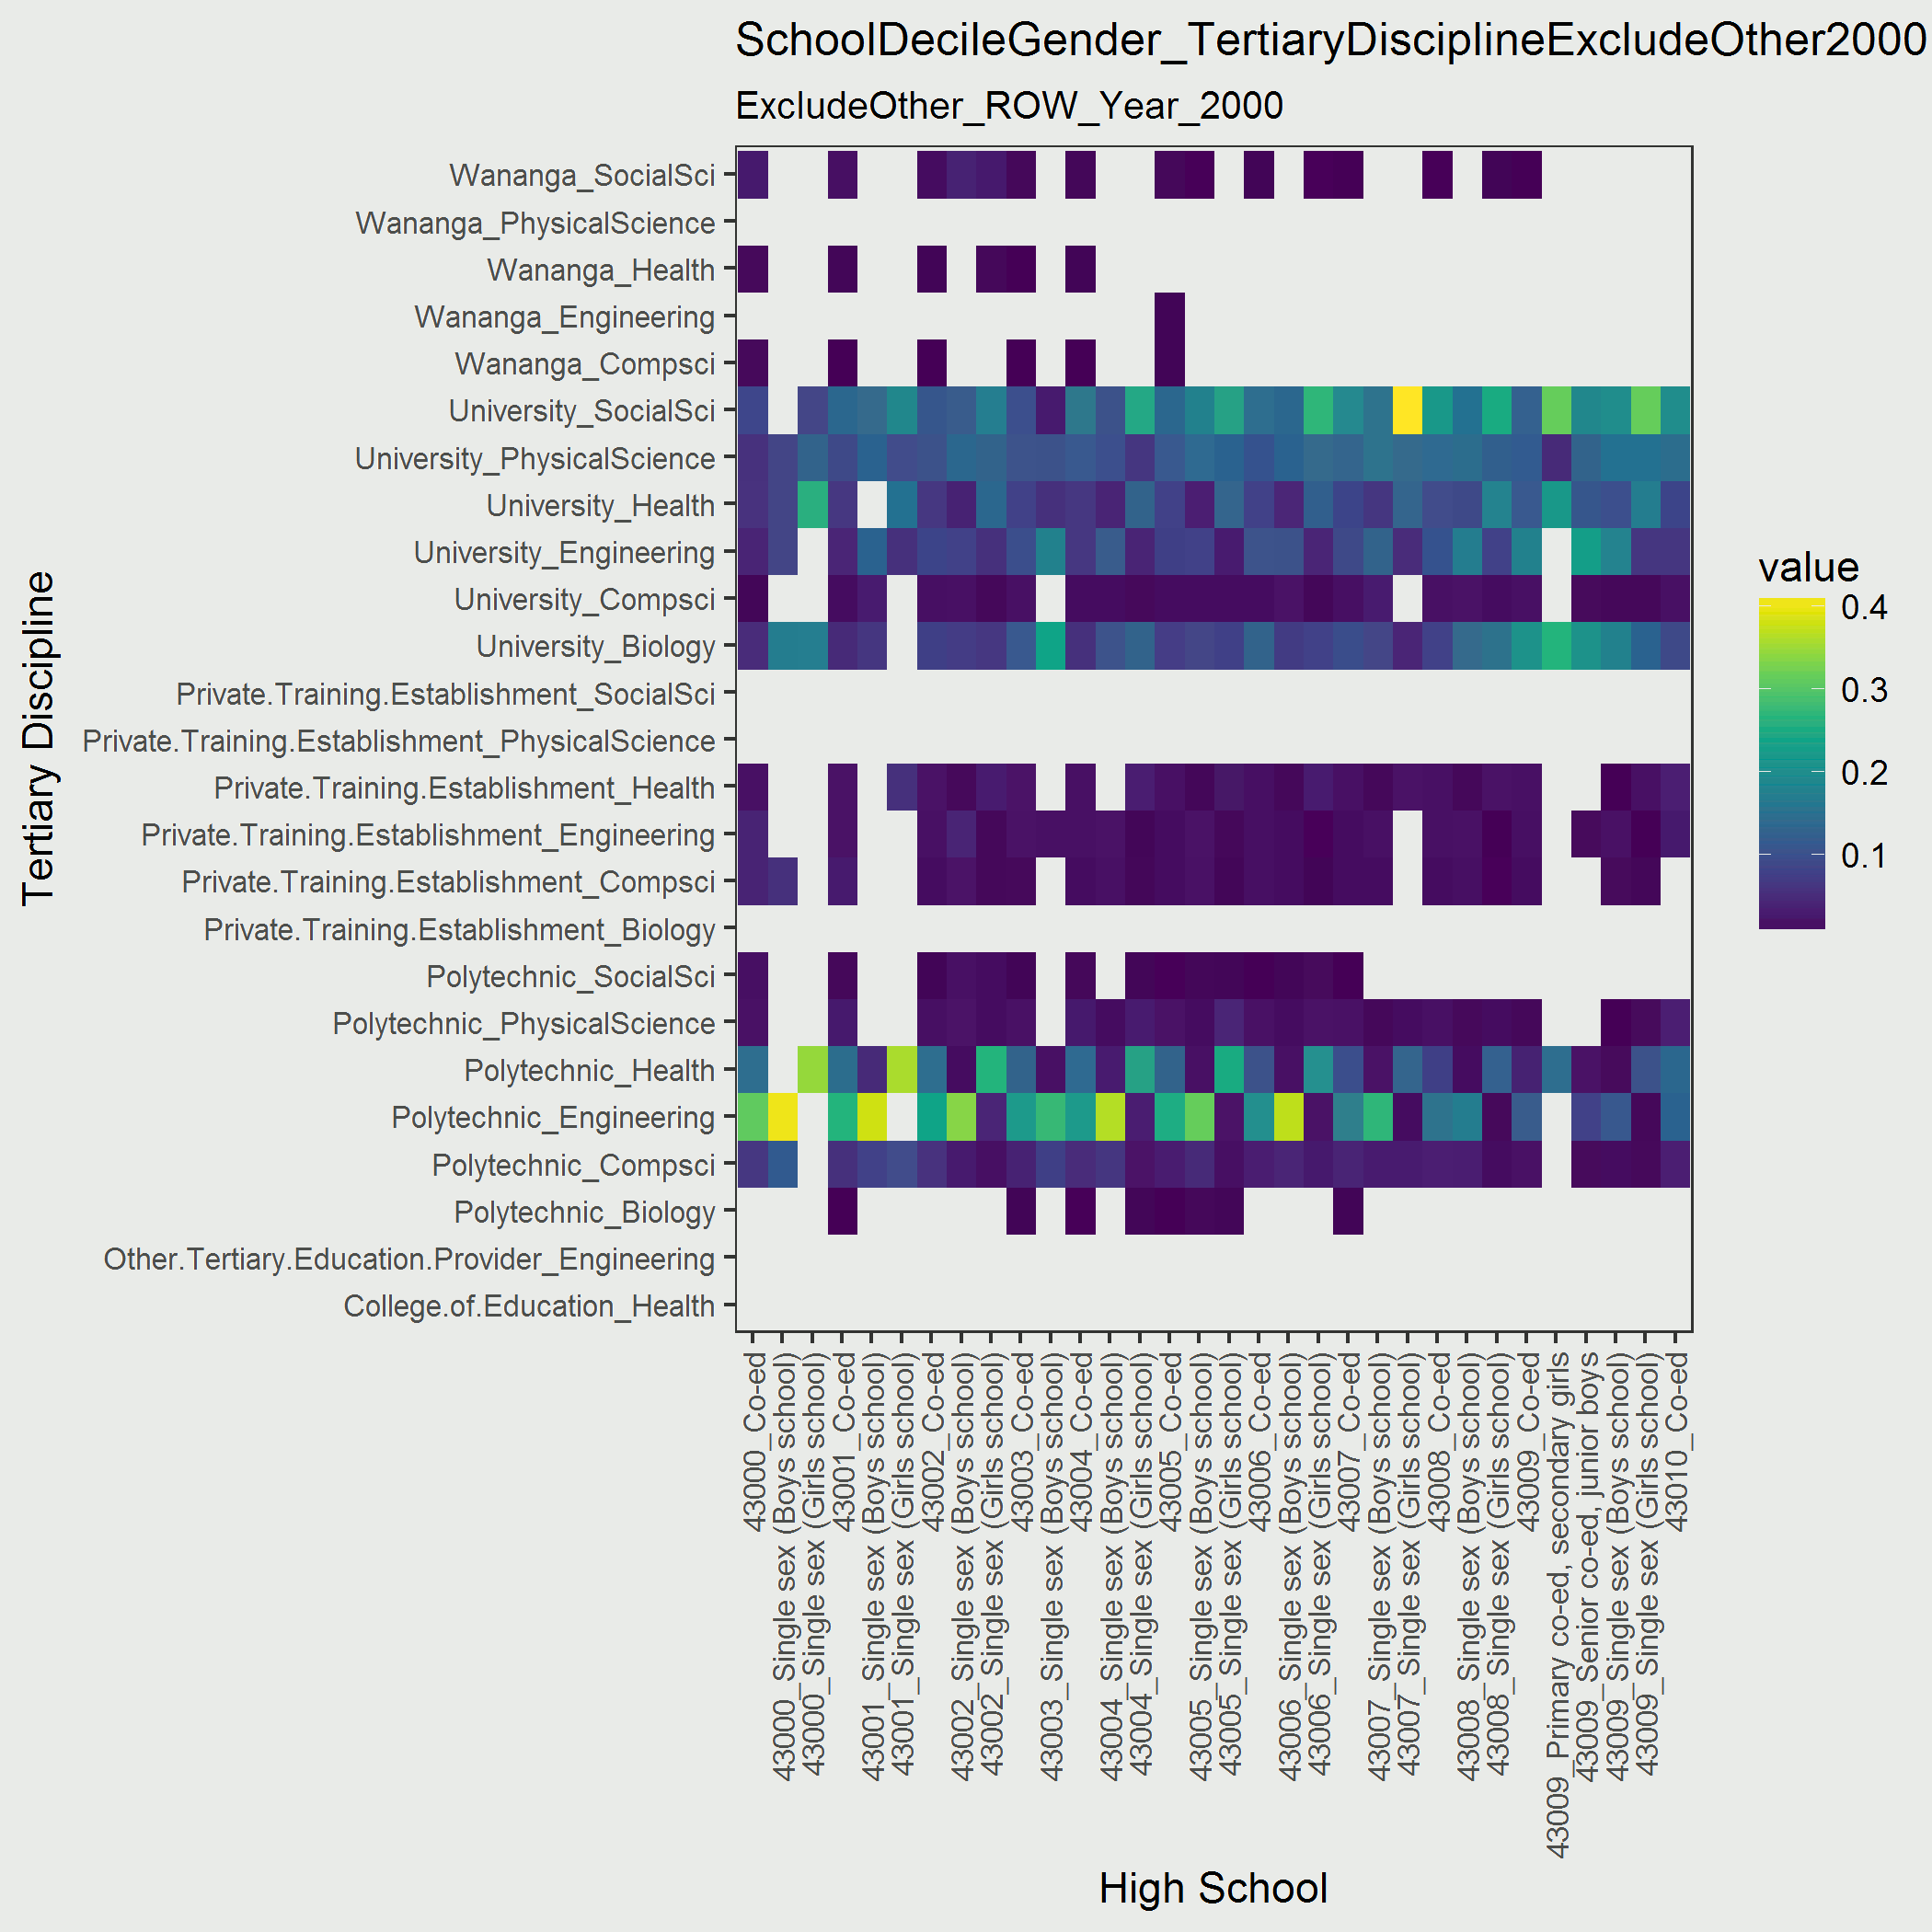 SchoolDecileGender_TertiaryDisciplineExcludeOther2000
ExcludeOther_ROW_Year_2000
Tertiary Discipline
Wananga_SocialSci
Wananga_PhysicalScience
Wananga_Health
Wananga_Engineering
Wananga_Compsci
University_SocialSci
University_PhysicalScience
University_Health
University_Engineering
University_Compsci
University_Biology
Private.Training.Establishment_SocialSci
Private.Training.Establishment_PhysicalScience
Private.Training.Establishment_Health
Private.Training.Establishment_Engineering
Private.Training.Establishment_Compsci
Private.Training.Establishment_Biology
Polytechnic_SocialSci
Polytechnic_PhysicalScience
Polytechnic_Health
Polytechnic_Engineering
Polytechnic_Compsci
Polytechnic_Biology
Other.Tertiary.Education.Provider_Engineering
College.of.Education_Health
value
0.4
0.3
0.2
0.1
43000_Co-ed
43000_Single sex (Boys school)
43000_Single sex (Girls school)
43001_Co-ed
43001_Single sex (Boys school)
43001_Single sex (Girls school)
43002_Co-ed
43002_Single sex (Boys school)
43002_Single sex (Girls school)
43003_Co-ed
43003_Single sex (Boys school)
43004_Co-ed
43004_Single sex (Boys school)
43004_Single sex (Girls school)
43005_Co-ed
43005_Single sex (Boys school)
43005_Single sex (Girls school)
43006_Co-ed
43006_Single sex (Boys school)
43006_Single sex (Girls school)
43007_Co-ed
43007_Single sex (Boys school)
43007_Single sex (Girls school)
43008_Co-ed
43008_Single sex (Boys school)
43008_Single sex (Girls school)
43009_Co-ed
43009_Primary co-ed, secondary girls
43009_Senior co-ed, junior boys
43009_Single sex (Boys school)
43009_Single sex (Girls school)
43010_Co-ed
High School